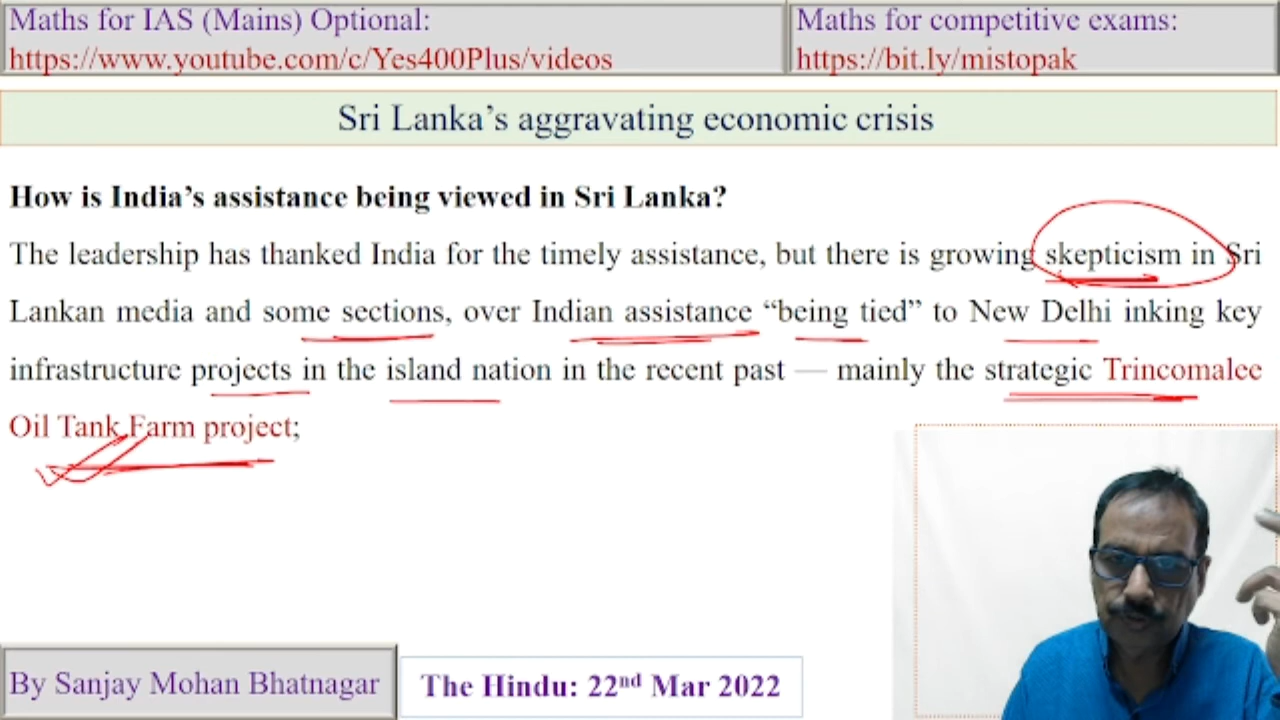 Maths for IAS (Mains) Optional:
https://www.youtube.com/c/Yes400Plus/videos
Maths for competitive exams:
https://bit.ly/mistopak
Sri Lanka’s aggravating economic crisis
How is India’s assistance being viewed in Sri Lanka?
The leadership has thanked India for the timely assistance, but there is growing skepticism in Sri
Lankan media and some sections, over Indian assistance “being tied” to New Delhi inking key
infrastructure projects in the island nation in the recent past — mainly the strategic Trincomalee
Oil Tank Farm project;
By Sanjay Mohan Bhatnagar
The Hindu: 22nd Mar 2022